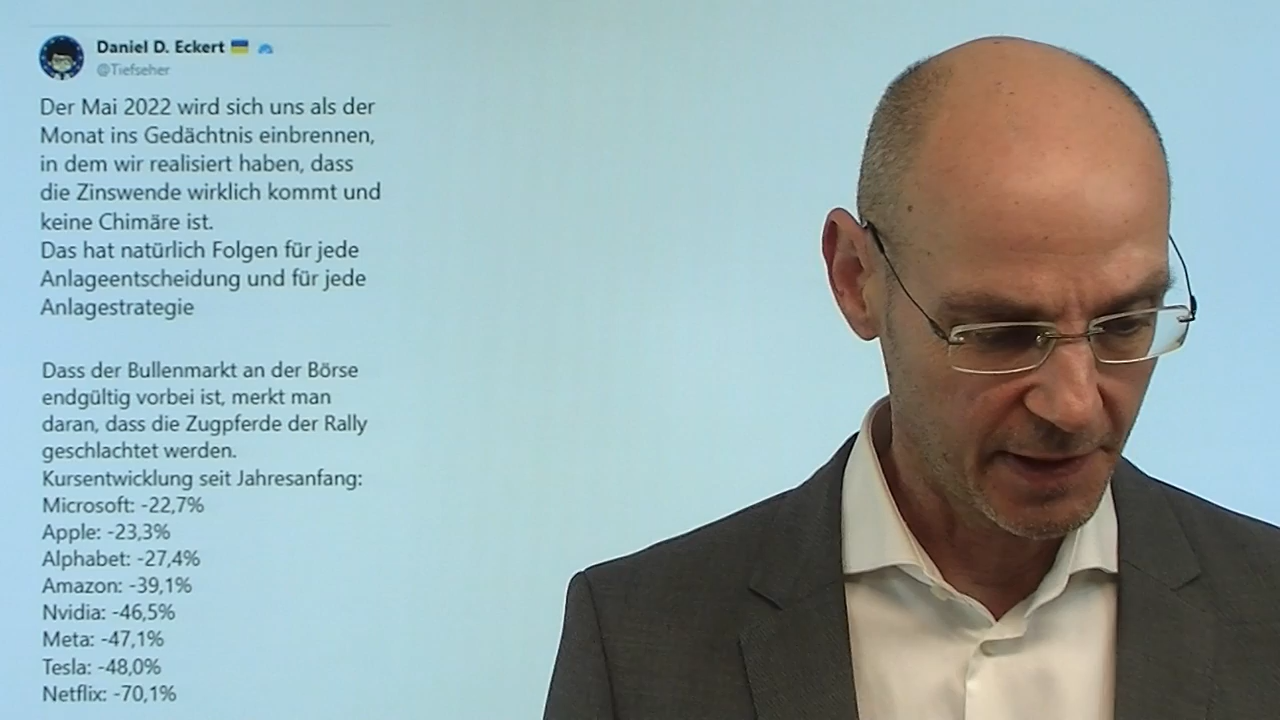 Daniel D. Eckert
@Tiefseher
Der Mai 2022 wird sich uns als der
Monat ins Gedächtnis einbrennen,
in dem wir realisiert haben, dass
die Zinswende wirklich kommt und
keine Chimäre ist.
Das hat natürlich Folgen für jede
Anlageentscheidung und für jede
Anlagestrategie
Dass der Bullenmarkt an der Börse
endgültig vorbei ist, merkt man
daran, dass die Zugpferde der Rally
geschlachtet werden.
Kursentwicklung seit Jahresanfang:
Microsoft: -22,7%
Apple: -23,3%
Alphabet: -27,4%
Amazon: -39,1%
Nvidia: -46,5%
Meta: -47,1%
Tesla: -48,0%
Netflix: -70,1%